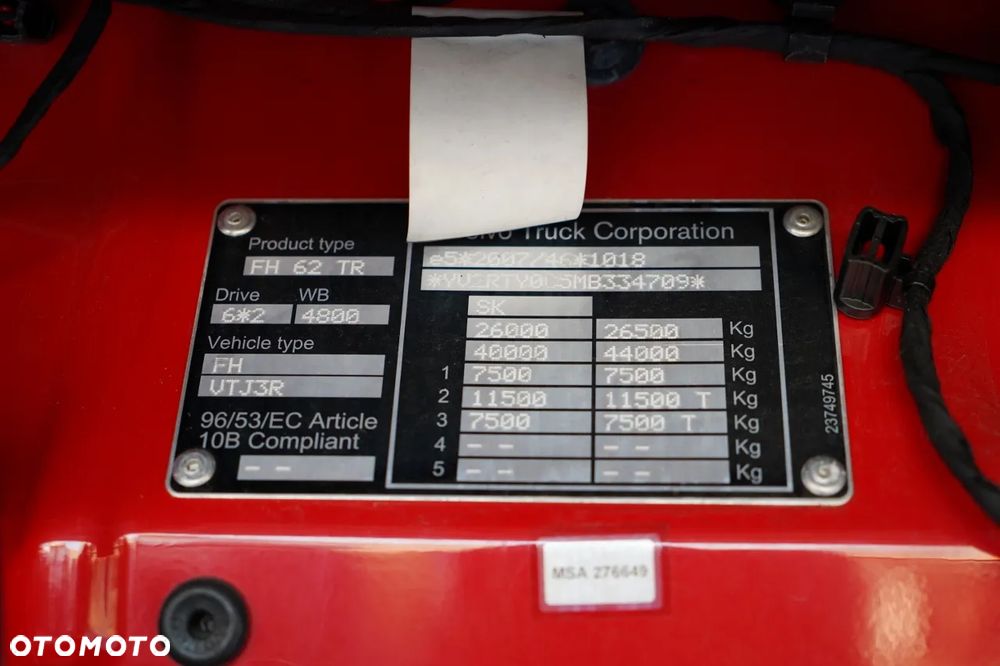 Product type
FH 62 TR
Drive WB
6*2 4800
Vehicle type
FH
VTJ3R
96/53/EC Article
10B Compliant
-- --
Truck Corporation
e5*2007/46*1018
SK
26000 26500 Kg
40000 44000 Kg
1 7500 7500 Kg
2 11500 11500 T Kg
3 7500 7500 T Kg
4 -- -- -- -- Kg
5 -- -- -- -- Kg
23749745
MSA 276649
OTOMOTO